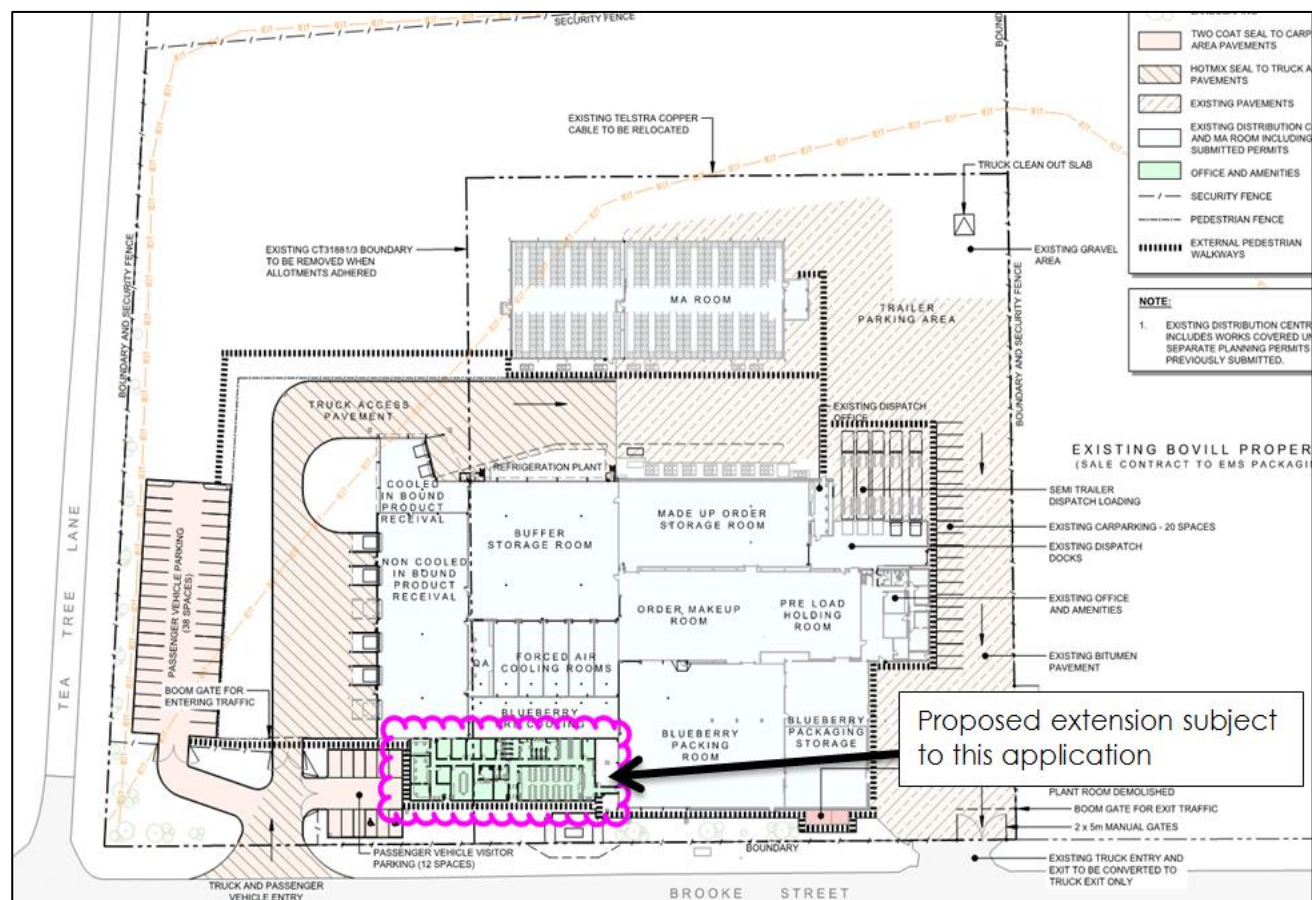 SECURITY FENCE
TWO COAT SEAL TO CARP
AREA PAVEMENTS
HOTMIX SEAL TO TRUCK A
PAVEMENTS
EXISTING PAVEMENTS
EXISTING DISTRIBUTION C
AND MA ROOM INCLUDING
SUBMITTED PERMITS
OFFICE AND AMENITIES
SECURITY FENCE
PEDESTRIAN FENCE
EXTERNAL PEDESTRIAN
WALKWAYS
NOTE:
1. EXISTING DISTRIBUTION CENTR
INCLUDES WORKS COVERED UN
SEPARATE PLANNING PERMITS
PREVIOUSLY SUBMITTED.
EXISTING TELSTRA COPPER
CABLE TO BE RELOCATED
TRUCK CLEAN OUT SLAB
EXISTING CT31881/3 BOUNDARY
TO BE REMOVED WHEN
ALLOTMENTS ADHERED
EXISTING GRAVEL
AREA
BOUNDARY AND SECURITY FENCE
MA ROOM
TRAILER
PARKING AREA
BOUNDARY AND SECURITY FENCE
TRUCK ACCESS
PAVEMENT
EXISTING DISPATCH
OFFICE
EXISTING BOVILL PROPER
(SALE CONTRACT TO EMS PACKAGI
REFRIGERATION PLANT
COOLED
IN BOUND
PRODUCT
RECEIVAL
SEMI TRAILER
DISPATCH LOADING
MADE UP ORDER
STORAGE ROOM
BUFFER
STORAGE ROOM
EXISTING CARPARKING - 20 SPACES
EXISTING DISPATCH
DOCKS
NON COOLED
IN BOUND
PRODUCT
RECEIVAL
TEA TREE LANE
PASSENGER VEHICLE PARKING
(38 SPACES)
ORDER MAKEUP
ROOM
PRE LOAD
HOLDING
ROOM
EXISTING OFFICE
AND AMENITIES
QA
FORCED AIR
COOLING ROOMS
EXISTING BITUMEN
PAVEMENT
BOOM GATE FOR
ENTERING TRAFFIC
BLUEBERRY
COOLING
BLUEBERRY
PACKING
ROOM
BLUEBERRY
PACKAGING
STORAGE
Proposed extension subject
to this application
PLANT ROOM DEMOLISHED
BOOM GATE FOR EXIT TRAFFIC
2 x 5m MANUAL GATES
BOUNDARY
PASSENGER VEHICLE VISITOR
PARKING (12 SPACES)
EXISTING TRUCK ENTRY AND
EXIT TO BE CONVERTED TO
TRUCK EXIT ONLY
TRUCK AND PASSENGER
VEHICLE ENTRY
BROOKE STREET